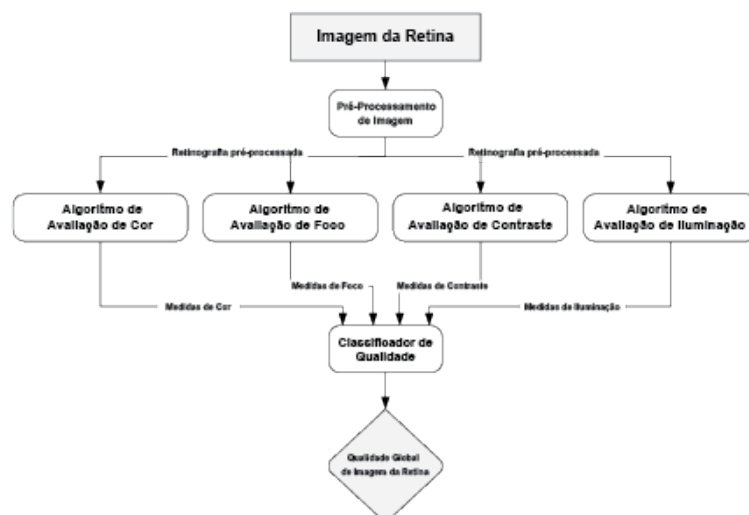 Imagem da Retina
Pré-Processamento
de Imagem
Retinografia pré-processada
Retinografia pré-processada
Algoritmo de
Avaliação de Cor
Algoritmo de
Avaliação de Foco
Algoritmo de
Avaliação de Contraste
Algoritmo de
Avaliação de Iluminação
Medidas de Foco
Medidas de Contraste
Medidas de Cor
Medidas de Iluminação
Classificador de
Qualidade
Qualidade Global
de Imagem da Retina